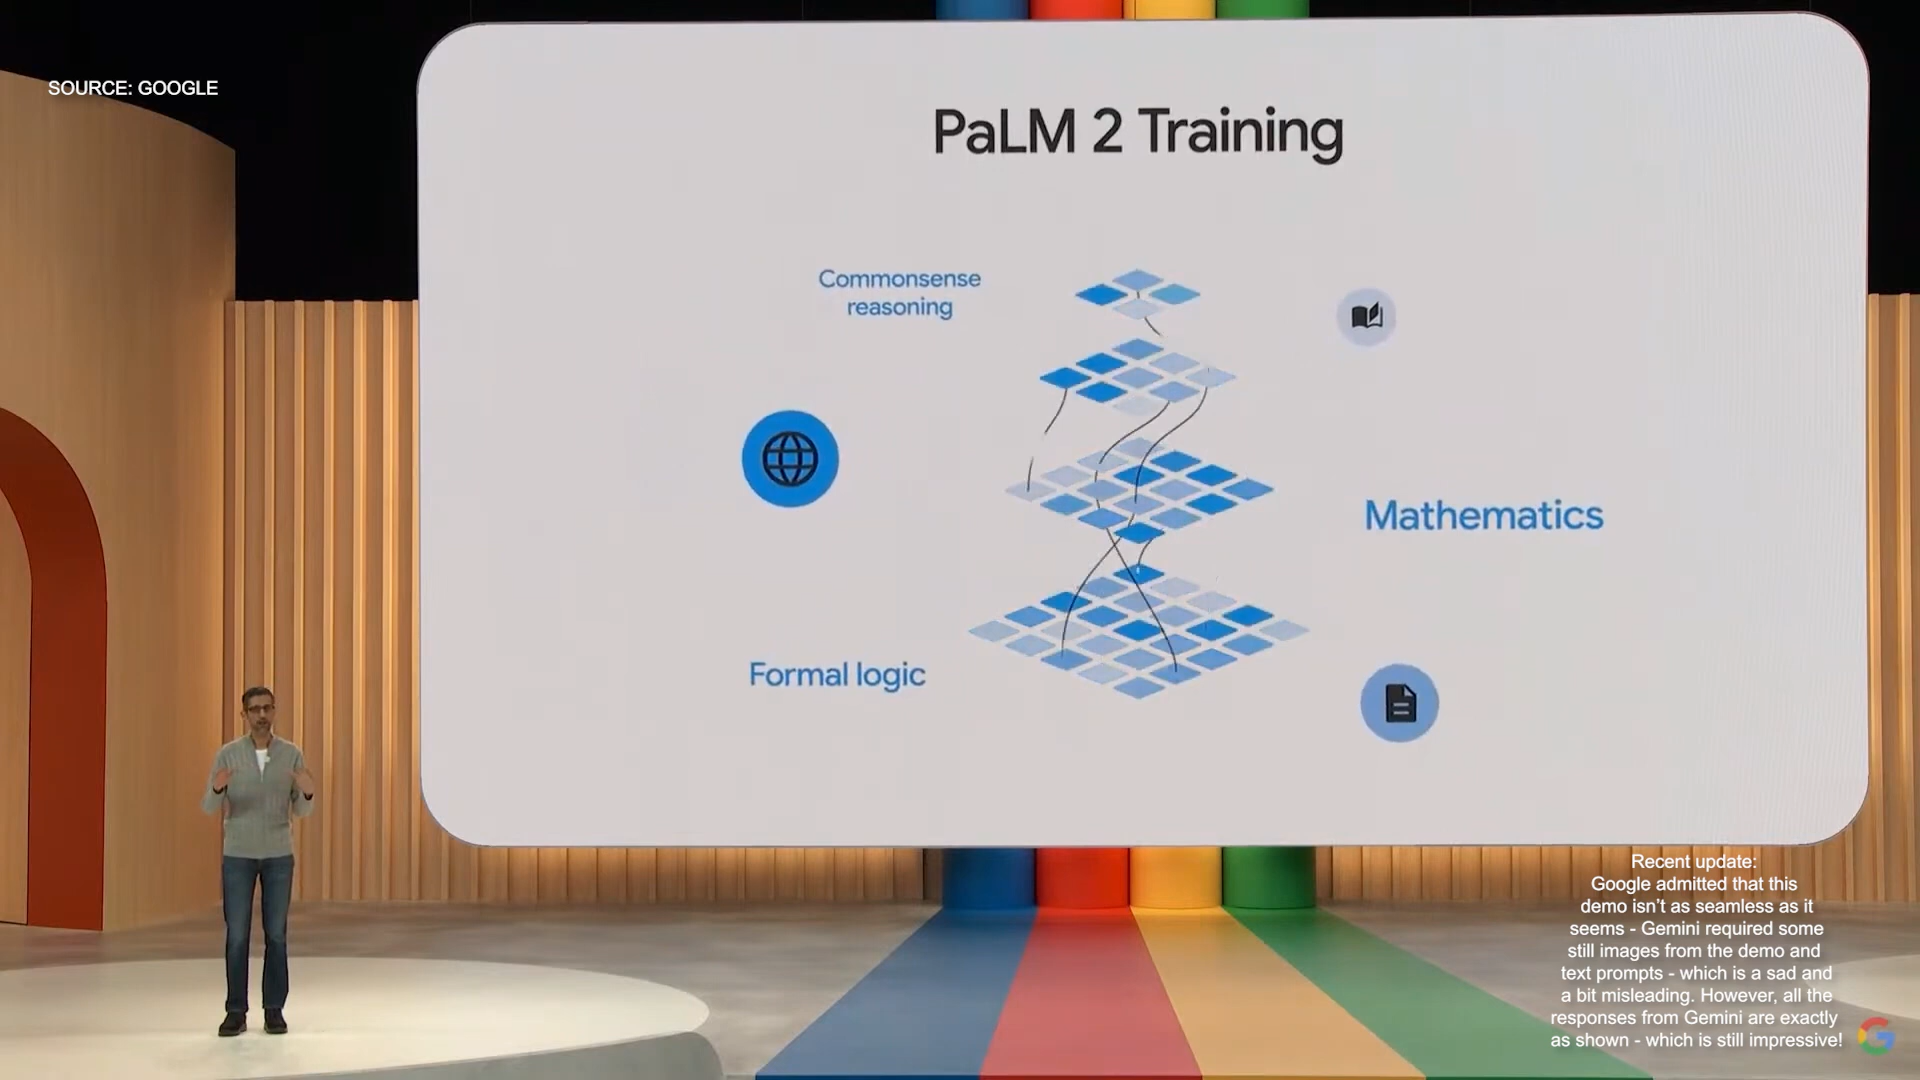 SOURCE: GOOGLE
PaLM 2 Training
Commonsense
reasoning
Mathematics
Formal logic
Recent update:
Google admitted that this
demo isn't as seamless as it
seems - Gemini required some
still images from the demo and
text prompts - which is a sad and
a bit misleading. However, all the
responses from Gemini are exactly
as shown - which is still impressive!